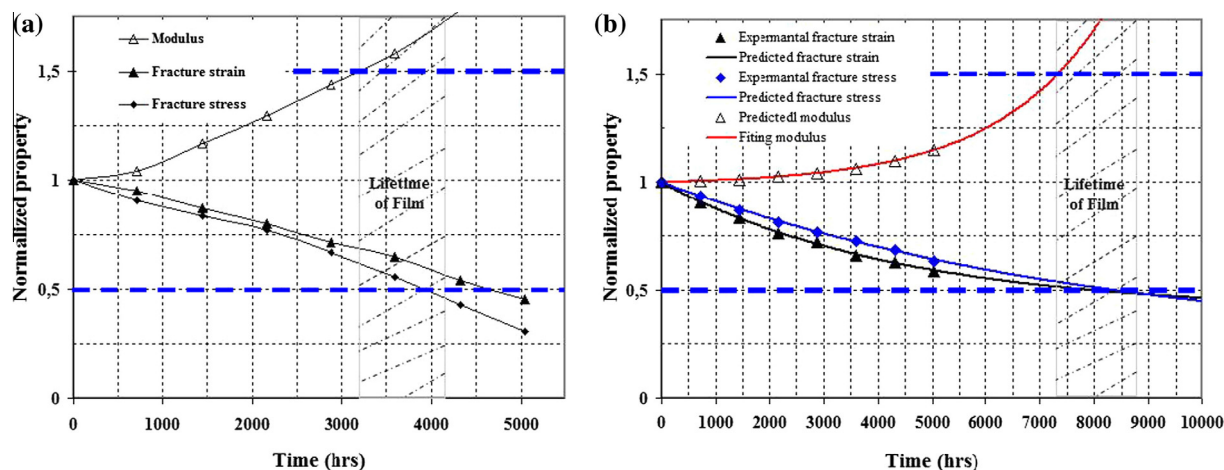 (a)
Modulus
Fracture strain
Fracture stress
Normalized property
1,5
1
0,5
0
Lifetime
of Film
0 1000 2000 3000 4000 5000
Time (hrs)
(b)
Expermantal fracture strain
Predicted fracture strain
Expermantal fracture stress
Predicted fracture stress
Predictedl modulus
Fiting modulus
Normalized property
1,5
1
0,5
0
Lifetime
of Film
0 1000 2000 3000 4000 5000 6000 7000 8000 9000 10000
Time (hrs)